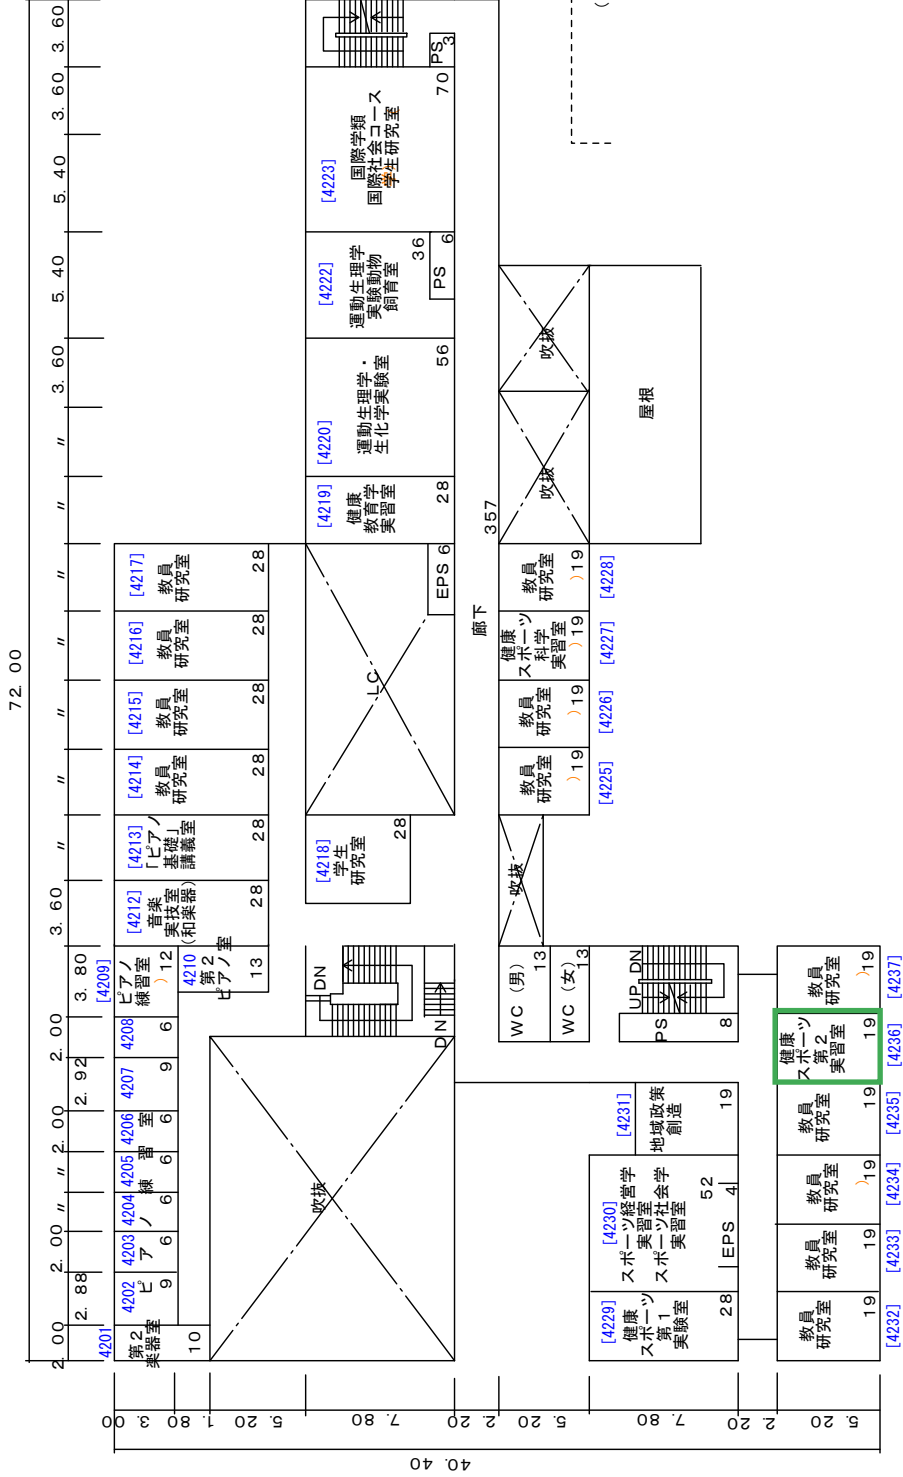 72.00
2.00
2.88
2.00
〃
2.00
2.92
2.00
3.80
3.60
〃
〃
〃
〃
〃
〃
〃
3.60
5.40
5.40
3.60
3.60
4201
第2
楽器室
10
4202
9
4203
6
4204
6
4205
6
4206
6
4207
9
4208
6
ピアノ練習室
[4209]
ピアノ
練習室
)12
4210
第2
ピアノ室
13
[4212]
音楽
実技室
(和楽器)
28
[4213]
「ピアノ
基礎」
講義室
28
[4214]
教員
研究室
28
[4215]
教員
研究室
28
[4216]
教員
研究室
28
[4217]
教員
研究室
28
吹抜
DN
DN
[4218]
学生
研究室
28
LC
EPS 6
[4219]
健康
教育学
実習室
28
[4220]
運動生理学・
生化学実験室
56
[4222]
運動生理学
実験動物
飼育室
36
PS
6
[4223]
国際学類
国際社会コース
学生研究室
70
PS
3
廊下
357
WC(男)
13
WC(女)
13
吹抜
教員
研究室
)19
[4225]
教員
研究室
)19
[4226]
健康
スポーツ
科学
実習室
)19
[4227]
教員
研究室
)19
[4228]
吹抜
吹抜
屋根
UP
DN
PS
8
[4229]
健康
スポーツ
第1
実験室
28
[4230]
スポーツ経営学
実習室
スポーツ社会学
実習室
52
EPS
4
[4231]
地域政策
創造
19
教員
研究室
19
[4232]
教員
研究室
19
[4233]
教員
研究室
)19
[4234]
教員
研究室
19
[4235]
健康
スポーツ
第2
実習室
19
[4236]
教員
研究室
)19
[4237]
3.00
1.80
5.20
7.80
2.20
5.20
7.80
2.20
5.20
40.40
(